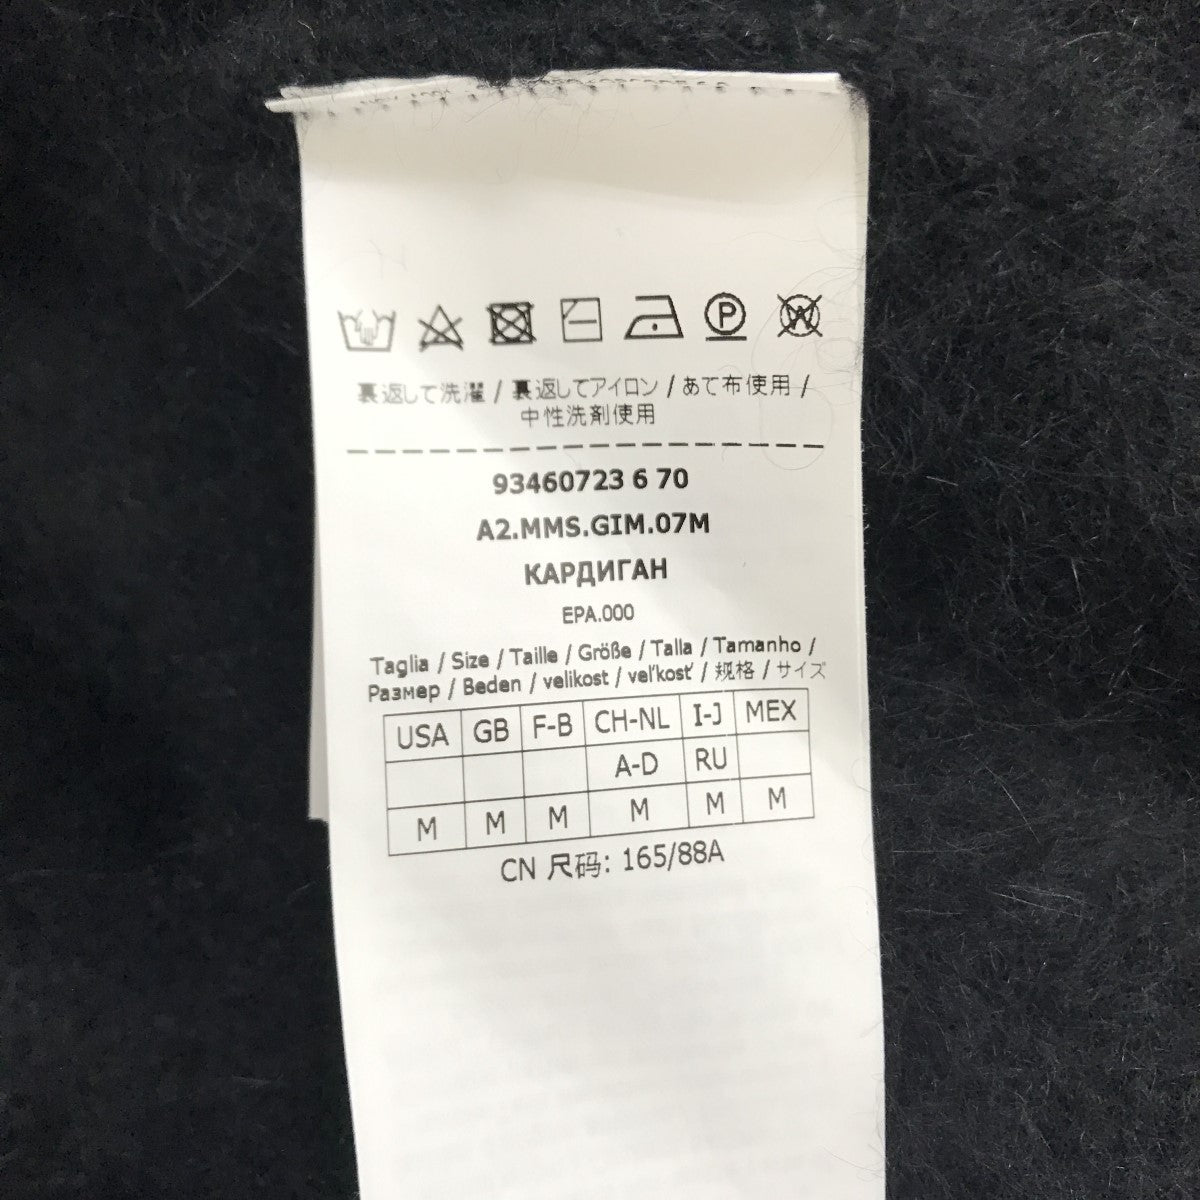 裏返して洗濯 / 裏返してアイロン / あて布使用 /
中性洗剤使用
93460723 6 70
A2.MMS.GIM.07M
КАРДИГАН
EPA.000
Taglia / Size / Taille / Größe / Talla / Tamanho /
Размер / Beden / velikost / veľkosť / 规格 / サイズ
USA GB F-B CH-NL I-J MEX
A-D RU
M M M M M M
CN 尺码: 165/88A